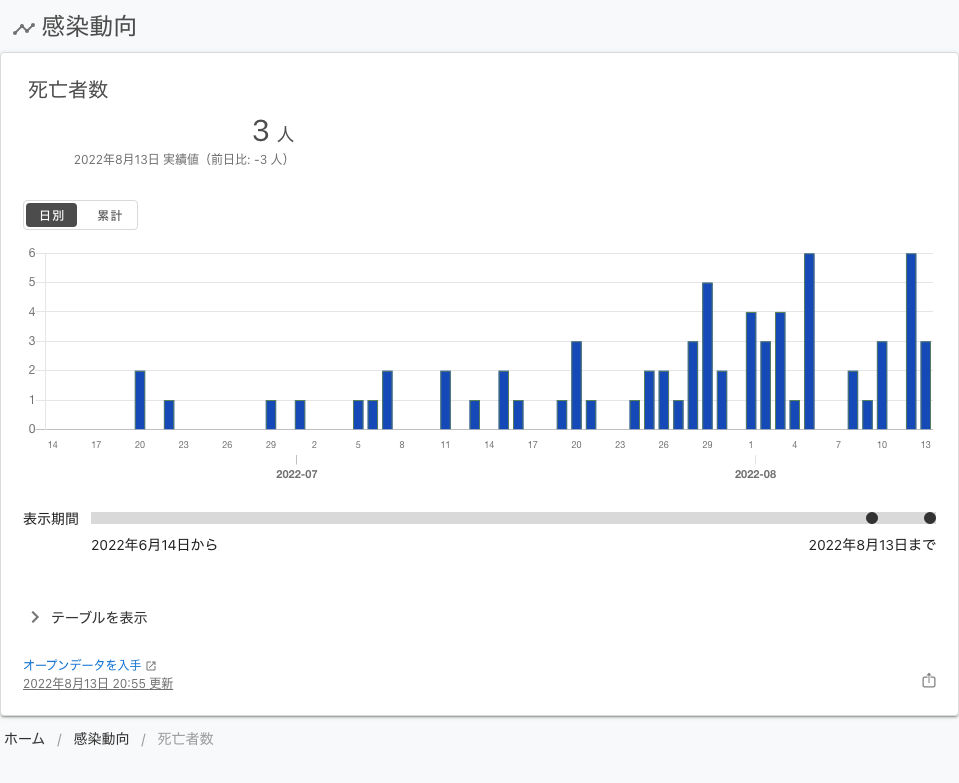 感染動向
死亡者数
3 人
2022年8月13日 実績値（前日比: -3 人）
日別 累計
6
5
4
3
2
1
0
14 17 20 23 26 29 2 5 8 11 14 17 20 23 26 29 1 4 7 10 13
2022-07 2022-08
表示期間
2022年6月14日から 2022年8月13日まで
テーブルを表示
オープンデータを入手
2022年8月13日 20:55 更新
ホーム / 感染動向 / 死亡者数